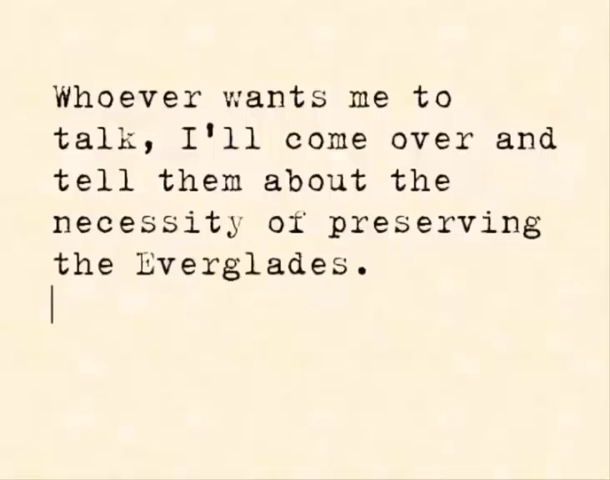 Whoever wants me to
talk, I'll come over and
tell them about the
necessity of preserving
the Everglades.